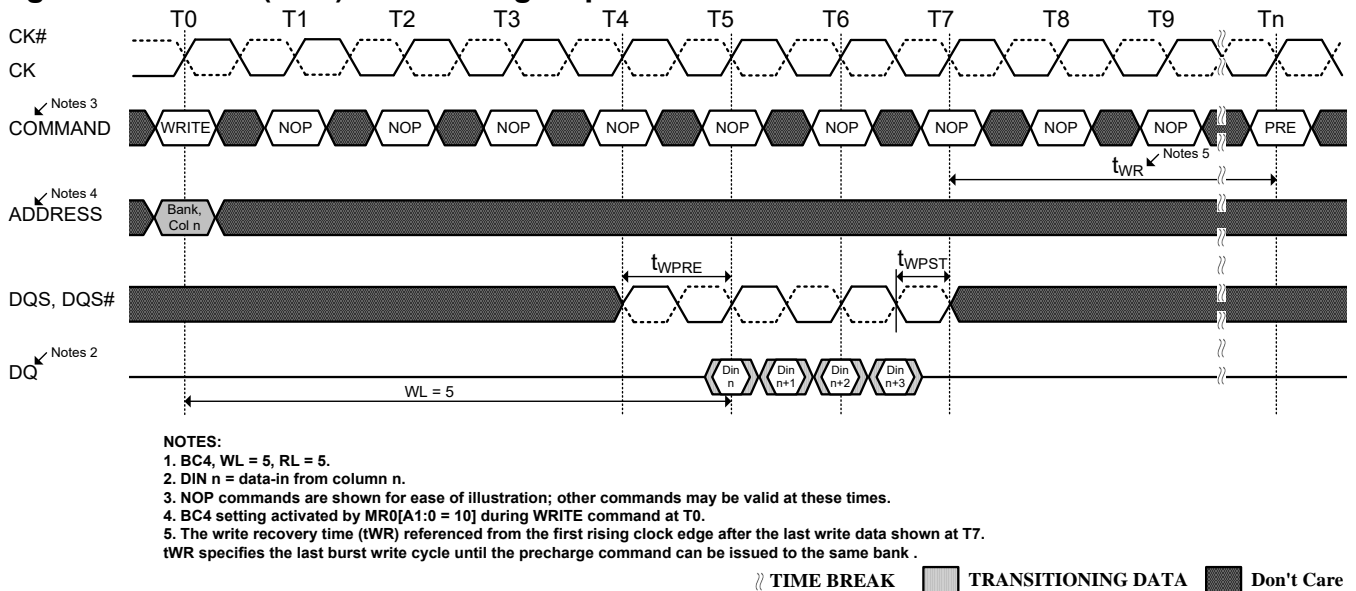 T0 T1 T2 T3 T4 T5 T6 T7 T8 T9 Tn
CK#
CK
Notes 3
COMMAND WRITE NOP NOP NOP NOP NOP NOP NOP NOP NOP PRE
tWR Notes 5
Notes 4
ADDRESS Bank, Col n
tWPRE tWPST
DQS, DQS#
Notes 2
DQ Din n Din n+1 Din n+2 Din n+3
WL = 5
NOTES:
1. BC4, WL = 5, RL = 5.
2. DIN n = data-in from column n.
3. NOP commands are shown for ease of illustration; other commands may be valid at these times.
4. BC4 setting activated by MR0[A1:0 = 10] during WRITE command at T0.
5. The write recovery time (tWR) referenced from the first rising clock edge after the last write data shown at T7.
tWR specifies the last burst write cycle until the precharge command can be issued to the same bank .
TIME BREAK TRANSITIONING DATA Don't Care